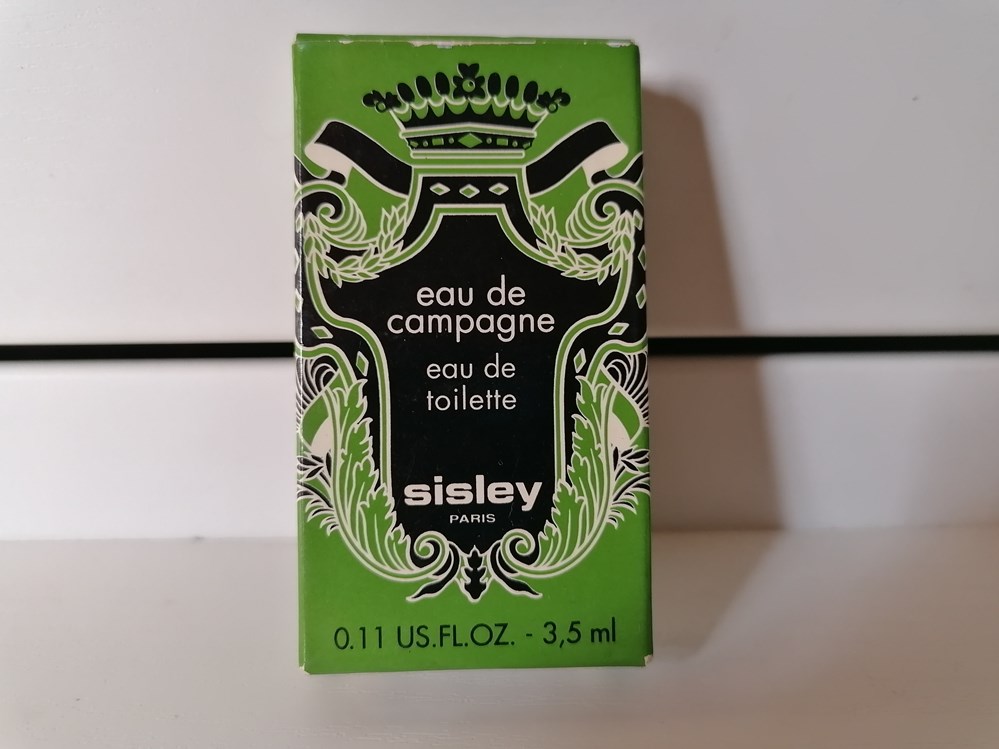 eau de
campagne
eau de
toilette
sisley
PARIS
0.11 US.FL.OZ. - 3,5 ml